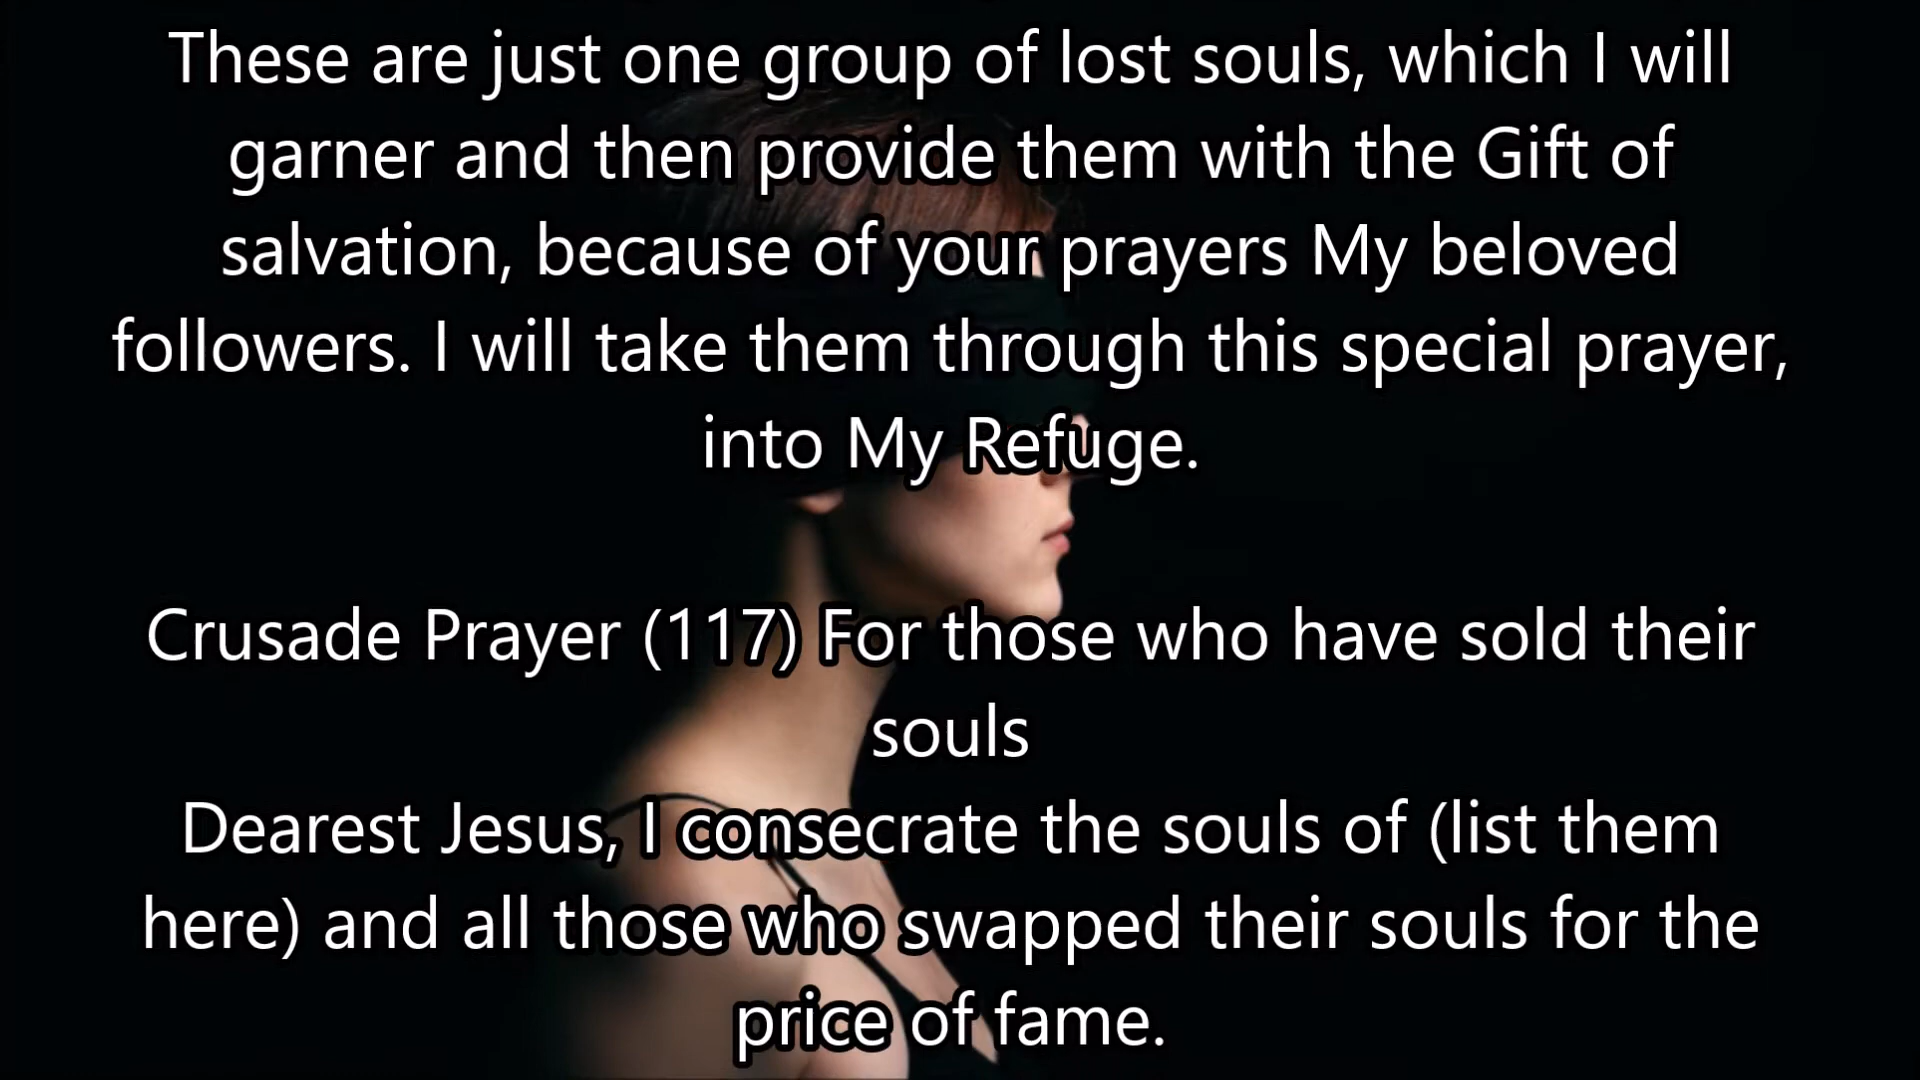 These are just one group of lost souls, which I will
garner and then provide them with the Gift of
salvation, because of your prayers My beloved
followers. I will take them through this special prayer,
into My Refuge.
Crusade Prayer (117) For those who have sold their
souls
Dearest Jesus, I consecrate the souls of (list them
here) and all those who swapped their souls for the
price of fame.